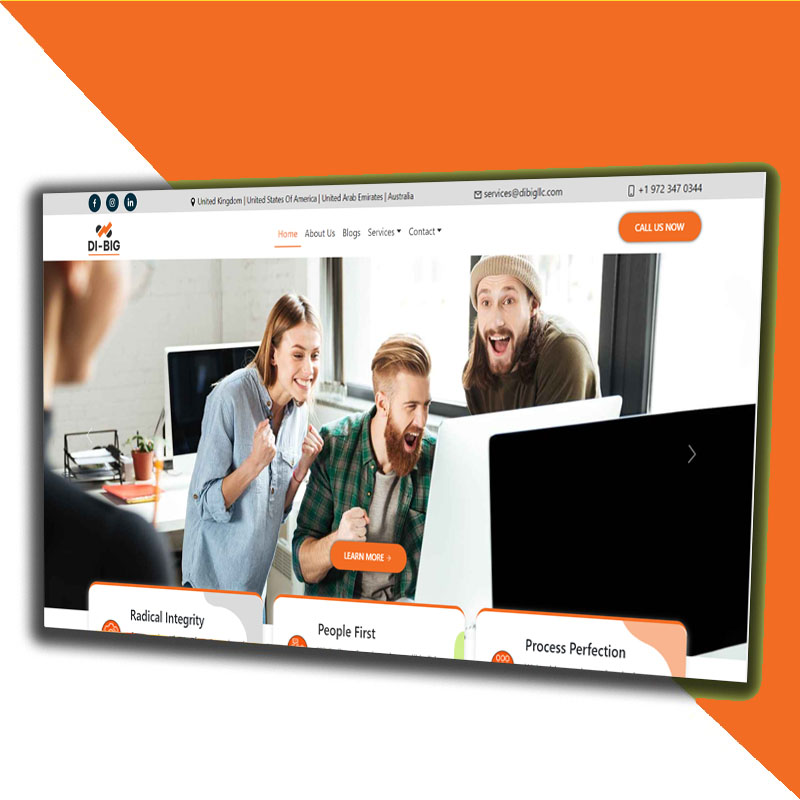 United Kingdom | United States Of America | United Arab Emirates | Australia
services@dibigllc.com
+1 972 347 0344
DI-BIG
Home About Us Blogs Services Contact
CALL US NOW
LEARN MORE
Radical Integrity
People First
Process Perfection